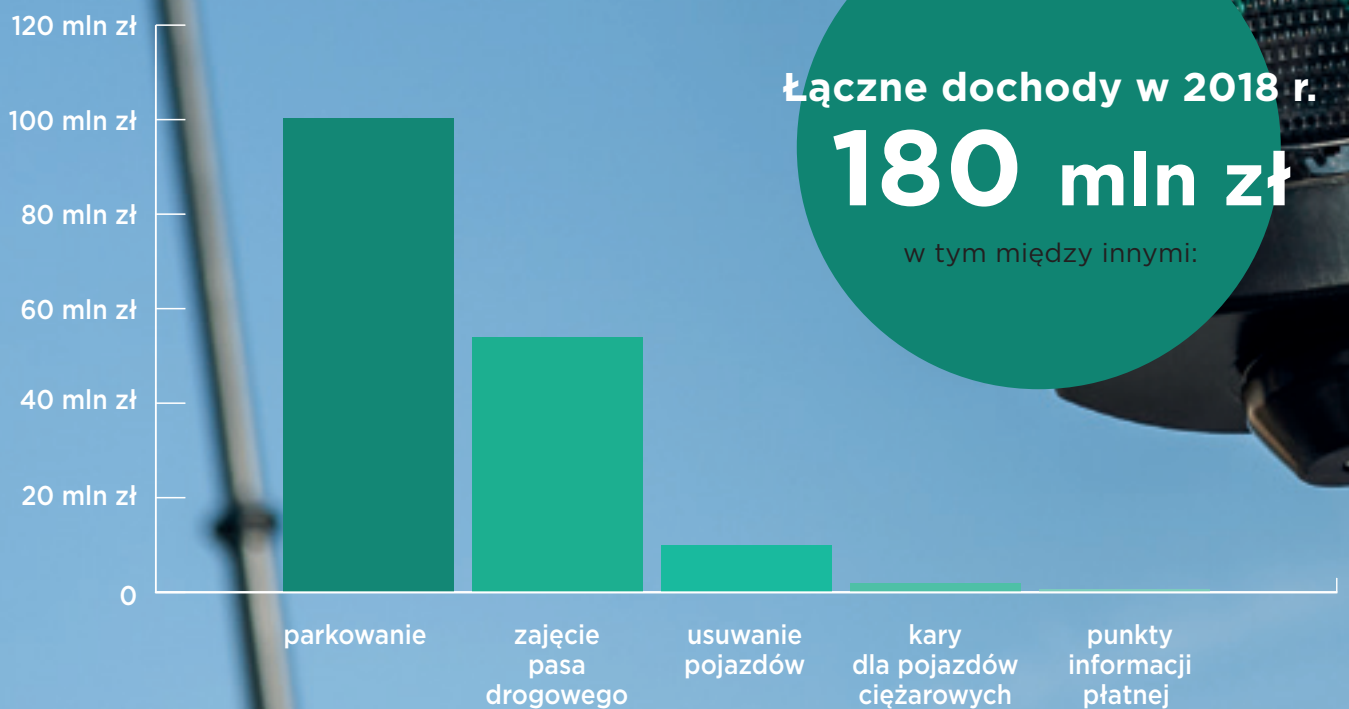 120 mln zł
100 mln zł
80 mln zł
60 mln zł
40 mln zł
20 mln zł
0
Łączne dochody w 2018 r.
180 mln zł
w tym między innymi:
parkowanie
zajęcie
pasa
drogowego
usuwanie
pojazdów
kary
dla pojazdów
ciężarowych
punkty
informacji
płatnej